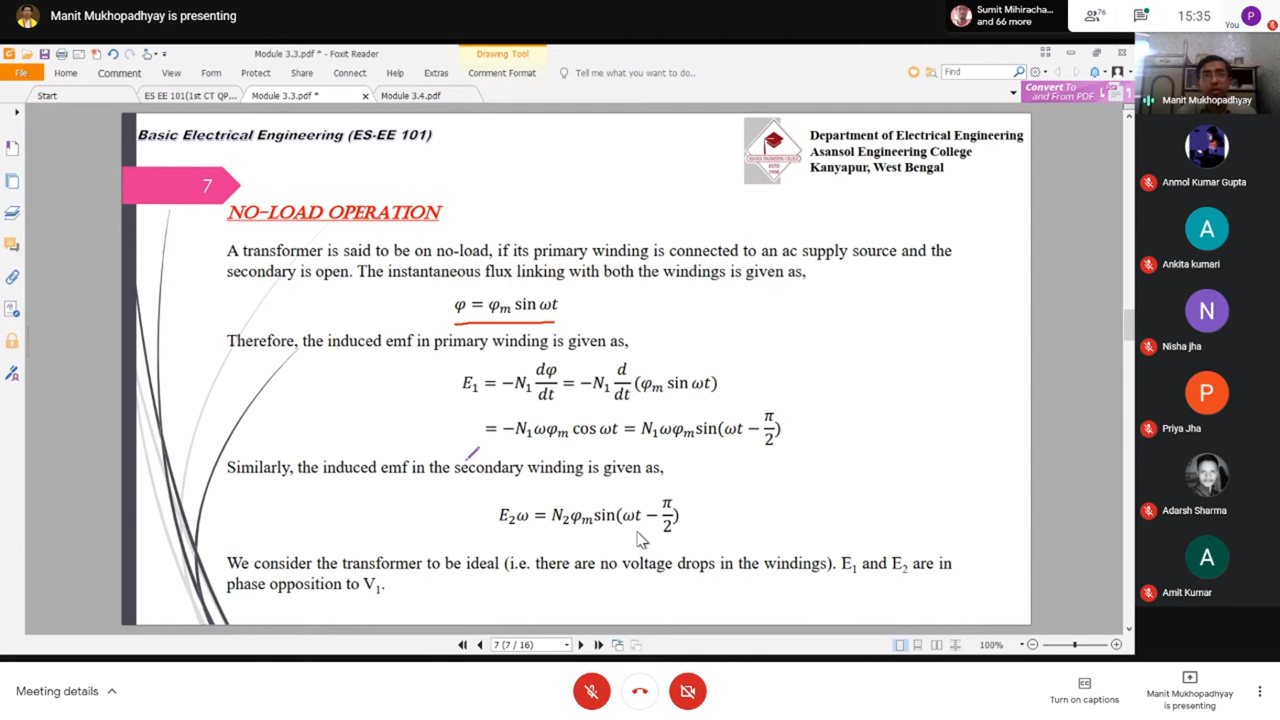 Manit Mukhopadhyay is presenting
Sumit Mihiracha...
and 66 more
76
15:35
P
You
Module 3.3.pdf * - Foxit Reader
Drawing Tool
File
Home
Comment
View
Form
Protect
Share
Connect
Help
Extras
Comment Format
Tell me what you want to do...
Find
Start
ES EE 101(1st CT QP...
Module 3.3.pdf *
Module 3.4.pdf
Convert To
and From PDF
Basic Electrical Engineering (ES-EE 101)
Department of Electrical Engineering
Asansol Engineering College
Kanyapur, West Bengal
7
NO-LOAD OPERATION
A transformer is said to be on no-load, if its primary winding is connected to an ac supply source and the
secondary is open. The instantaneous flux linking with both the windings is given as,
φ = φm sin ωt
Therefore, the induced emf in primary winding is given as,
E1 = −N1 dφ/dt = −N1 d/dt (φm sin ωt)
= −N1ωφm cos ωt = N1ωφm sin(ωt − π/2)
Similarly, the induced emf in the secondary winding is given as,
E2ω = N2φm sin(ωt − π/2)
We consider the transformer to be ideal (i.e. there are no voltage drops in the windings). E1 and E2 are in
phase opposition to V1.
7 (7 / 16)
100%
Manit Mukhopadhyay
Anmol Kumar Gupta
A
Ankita kumari
N
Nisha jha
P
Priya Jha
Adarsh Sharma
A
Amit Kumar
Meeting details
CC
Turn on captions
Manit Mukhopadhyay
is presenting